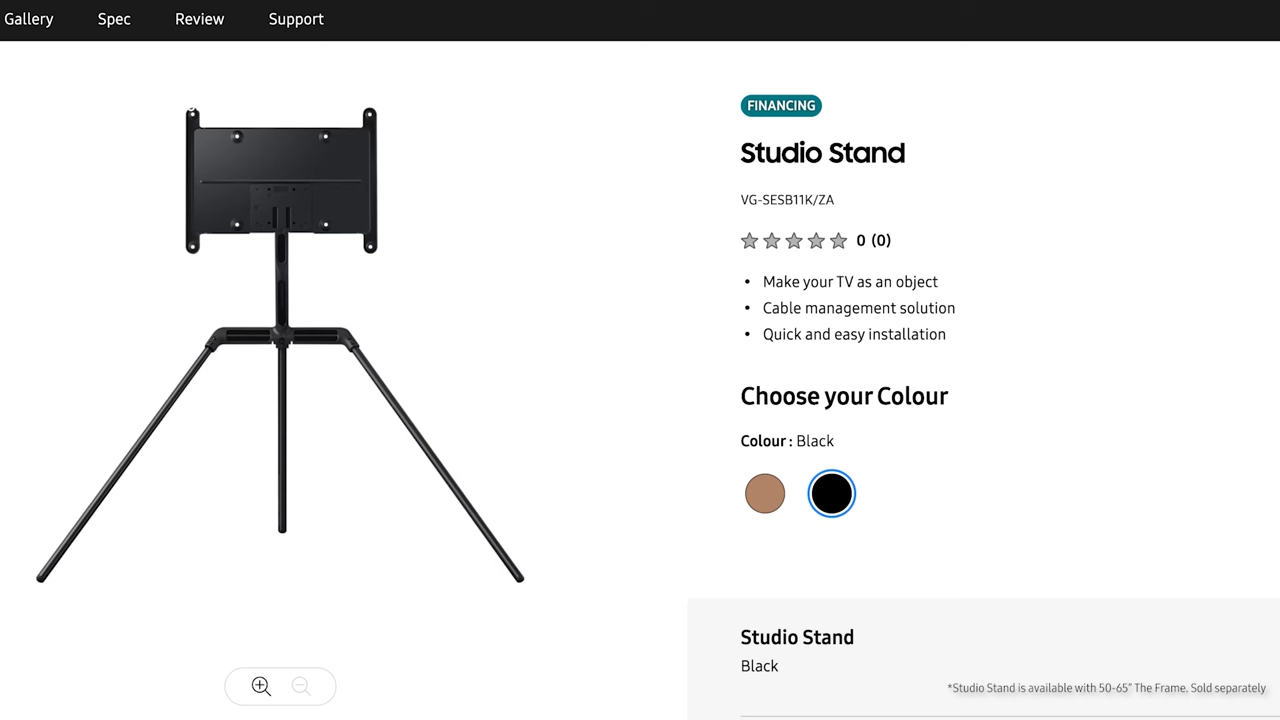 Gallery
Spec
Review
Support
FINANCING
Studio Stand
VG-SESB11K/ZA
0 (0)
• Make your TV as an object
• Cable management solution
• Quick and easy installation
Choose your Colour
Colour : Black
Studio Stand
Black
*Studio Stand is available with 50-65” The Frame. Sold separately